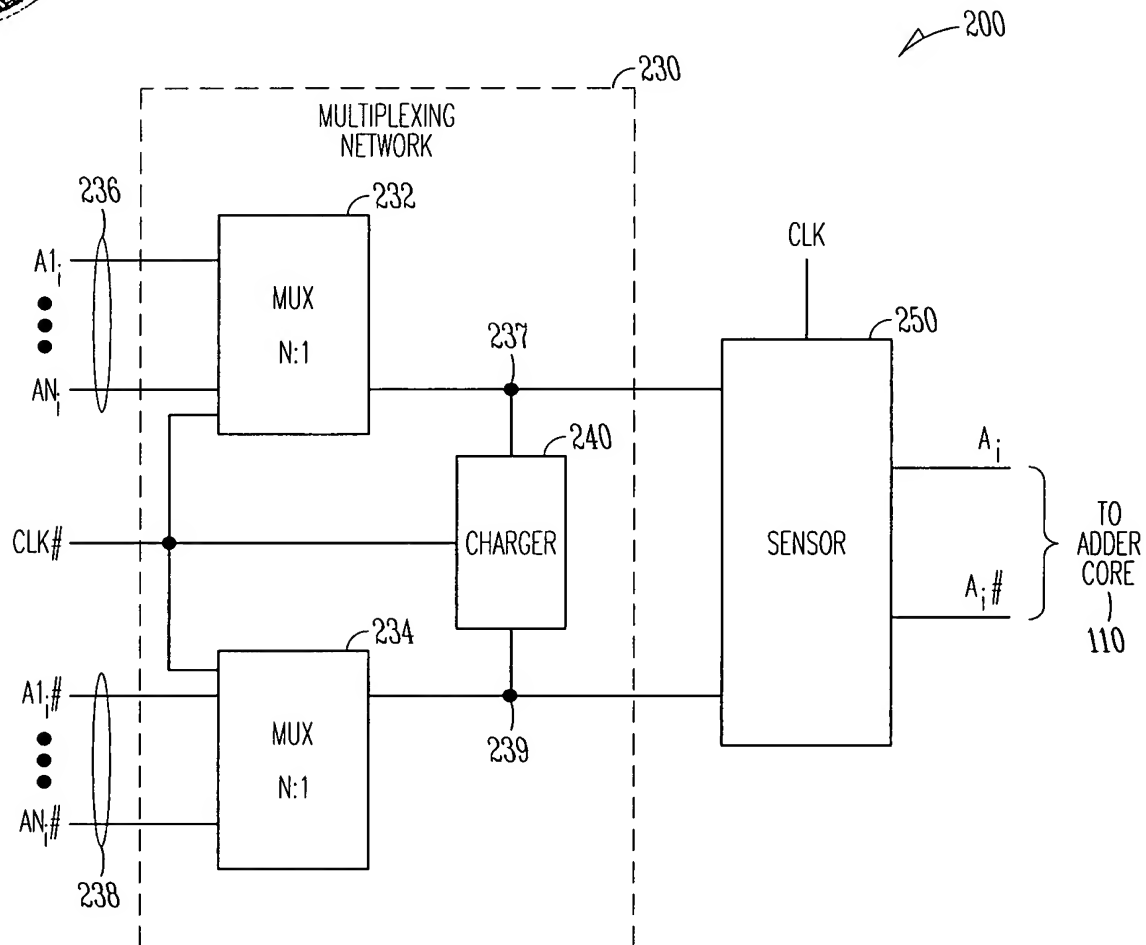 200
230
MULTIPLEXING
NETWORK
236
232
A1i
MUX
N:1
ANi
CLK
250
237
240
CLK#
CHARGER
SENSOR
Ai
Ai#
TO
ADDER
CORE
110
234
A1i#
MUX
N:1
ANi#
239
238